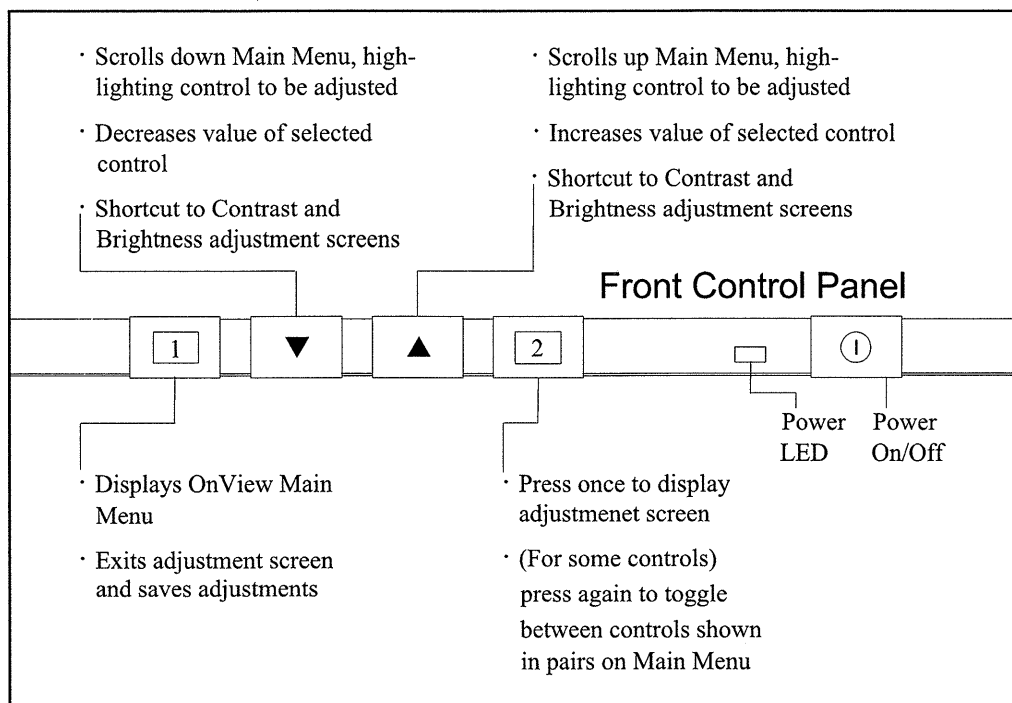 · Scrolls down Main Menu, high-
lighting control to be adjusted
· Decreases value of selected
control
· Shortcut to Contrast and
Brightness adjustment screens
· Scrolls up Main Menu, high-
lighting control to be adjusted
· Increases value of selected control
· Shortcut to Contrast and
Brightness adjustment screens
Front Control Panel
1
▼
▲
2
Power
LED
Power
On/Off
· Displays OnView Main
Menu
· Exits adjustment screen
and saves adjustments
· Press once to display
adjustmenet screen
· (For some controls)
press again to toggle
between controls shown
in pairs on Main Menu